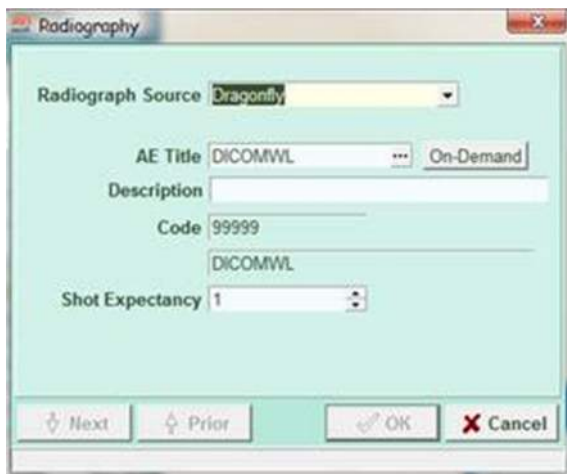 Radiography
Radiograph Source Dragonfly
AE Title DICOMWL ... On-Demand
Description
Code 99999
DICOMWL
Shot Expectancy 1
Next Prior OK Cancel